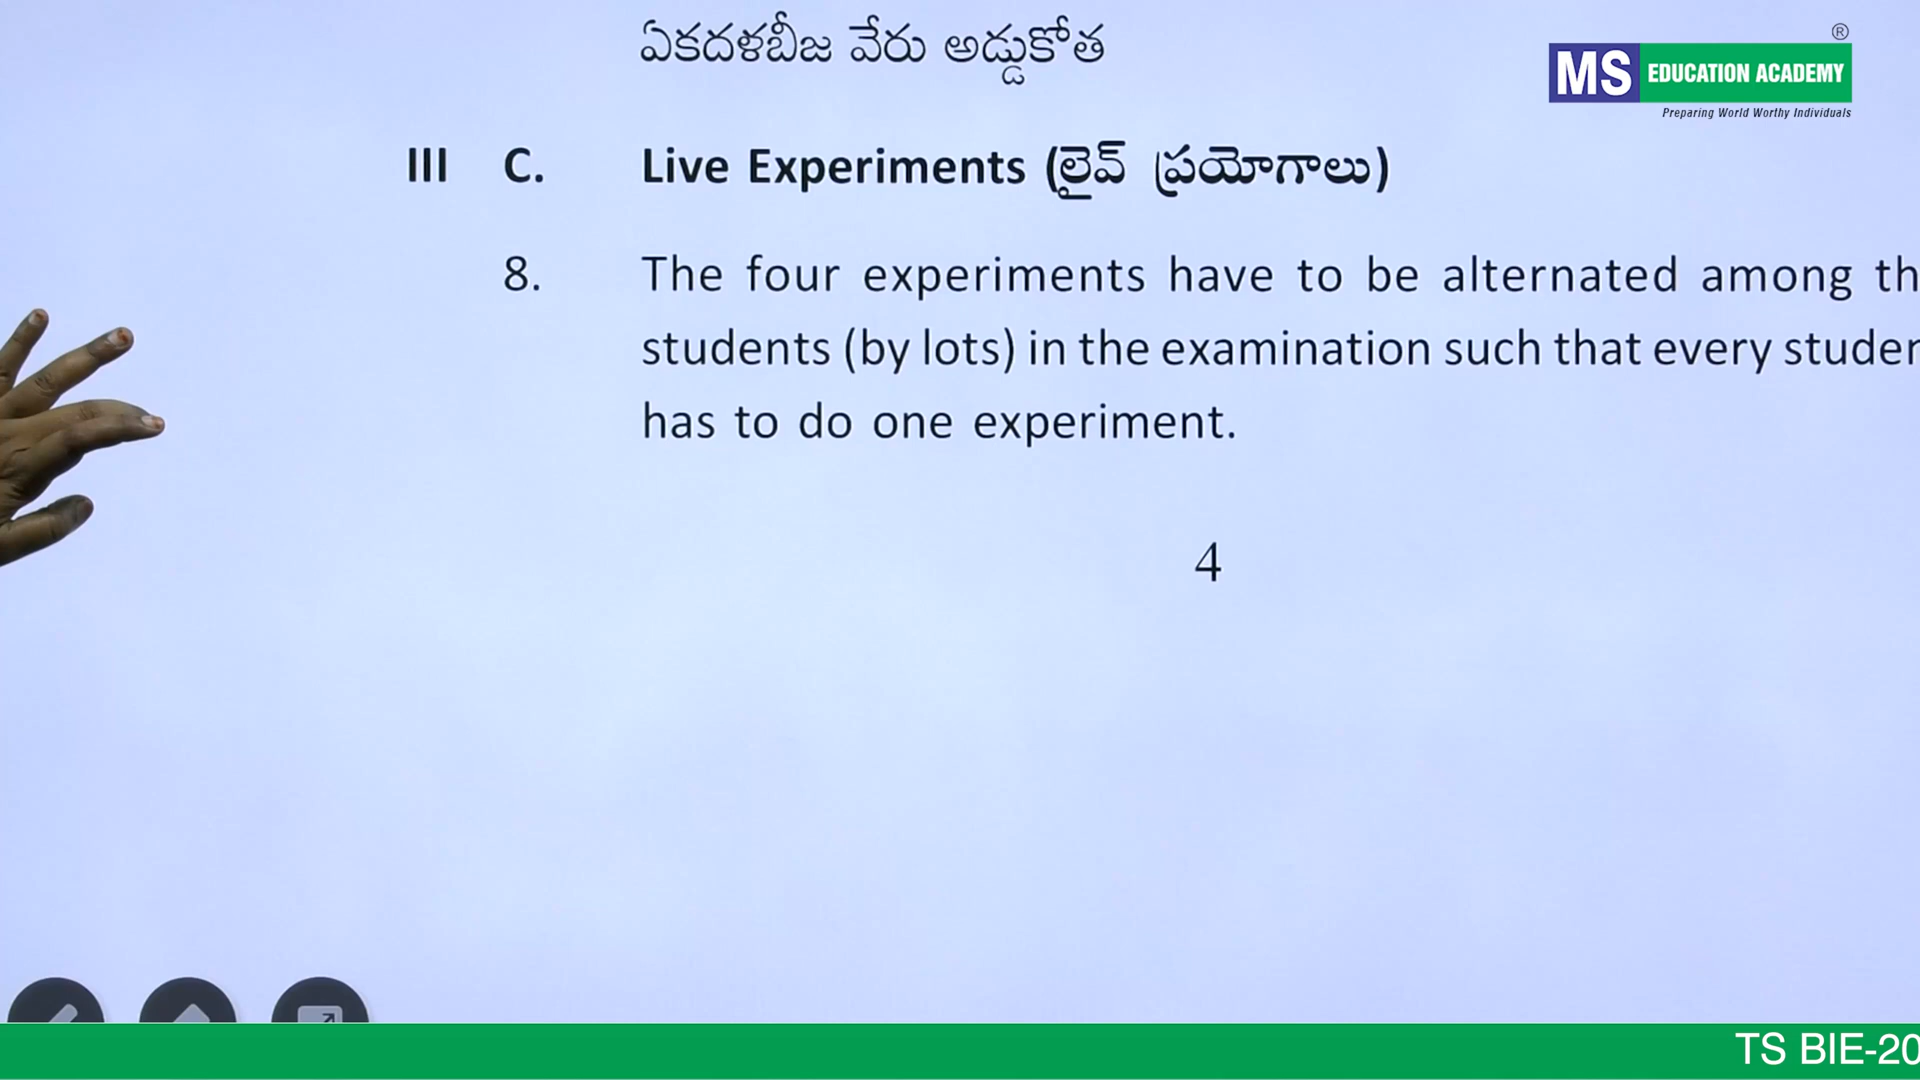 ఏకదళబీజ వేరు అడ్డుకోత
®
MS EDUCATION ACADEMY
Preparing World Worthy Individuals
III C. Live Experiments (లైవ్ ప్రయోగాలు)
8. The four experiments have to be alternated among th
students (by lots) in the examination such that every studen
has to do one experiment.
4
TS BIE-20